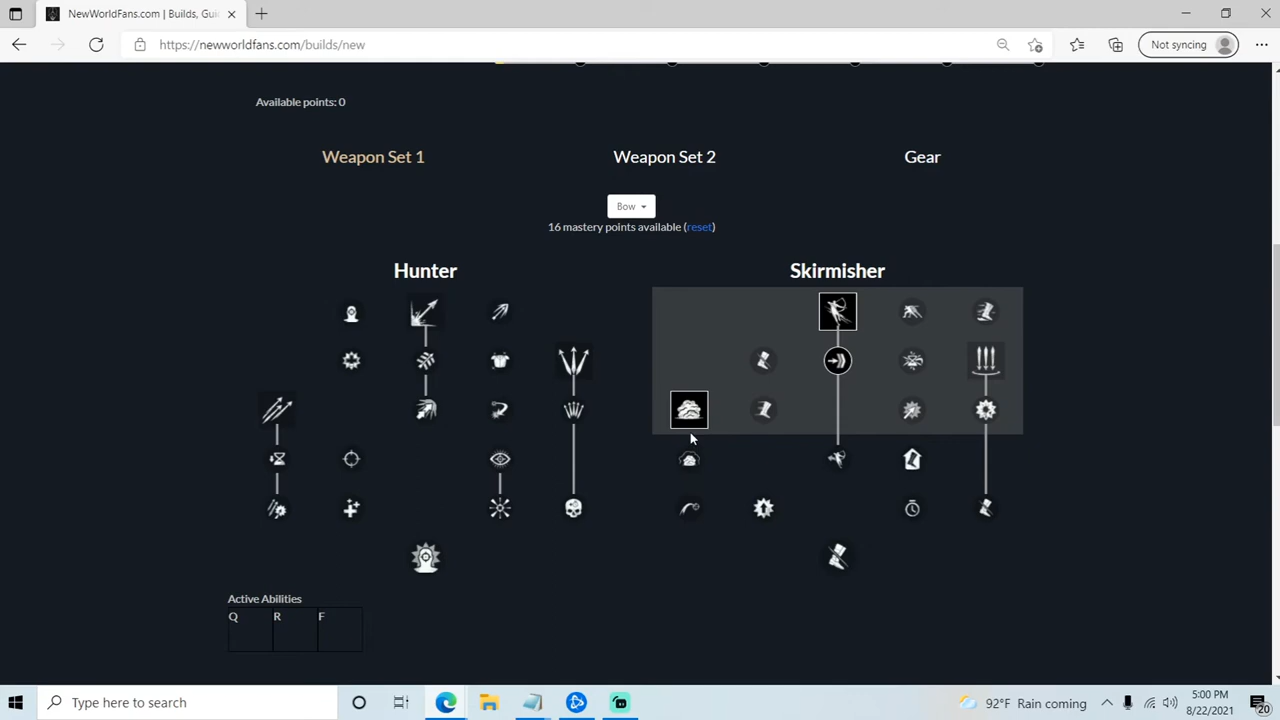 NewWorldFans.com | Builds, Gui
https://newworldfans.com/builds/new
Not syncing
Available points: 0
Weapon Set 1
Weapon Set 2
Gear
Bow
16 mastery points available (reset)
Hunter
Skirmisher
Active Abilities
Q
R
F
Type here to search
92°F Rain coming
5:00 PM
8/22/2021
20